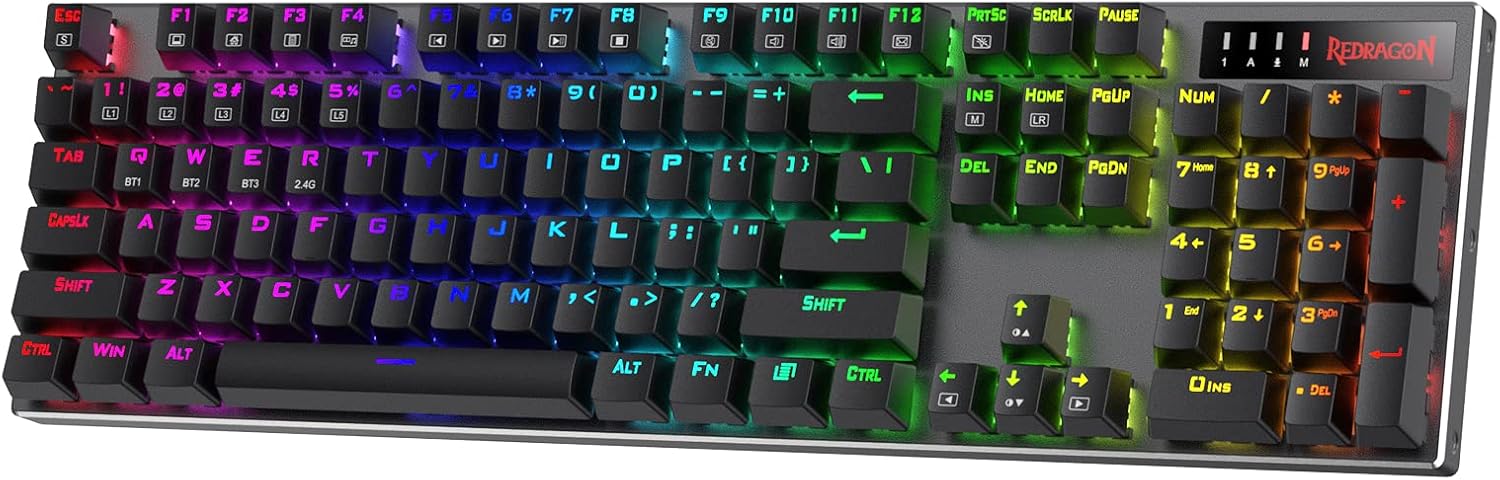 ESC F1 F2 F3 F4 F5 F6 F7 F8 F9 F10 F11 F12 PRTSC SCRLK PAUSE
S
1 A M
REDRAGON
` ~ 1 ! 2 @ 3 # 4 $ 5 % 6 ^ 7 & 8 * 9 ( 0 ) - - = + ← INS HOME PGUP NUM / * -
L1 L2 L3 L4 L5 M LR
TAB Q W E R T Y U I O P [ { ] } \ | DEL END PGDN 7 Home 8 ↑ 9 PgUp +
BT1 BT2 BT3 2.4G
CAPSLK A S D F G H J K L ; : ' " 4 ← 5 6 →
SHIFT Z X C V B N M , < . > / ? SHIFT ↑ 1 End 2 ↓ 3 PgDn
CTRL WIN ALT ALT FN CTRL ← ↓ → 0 INS . DEL